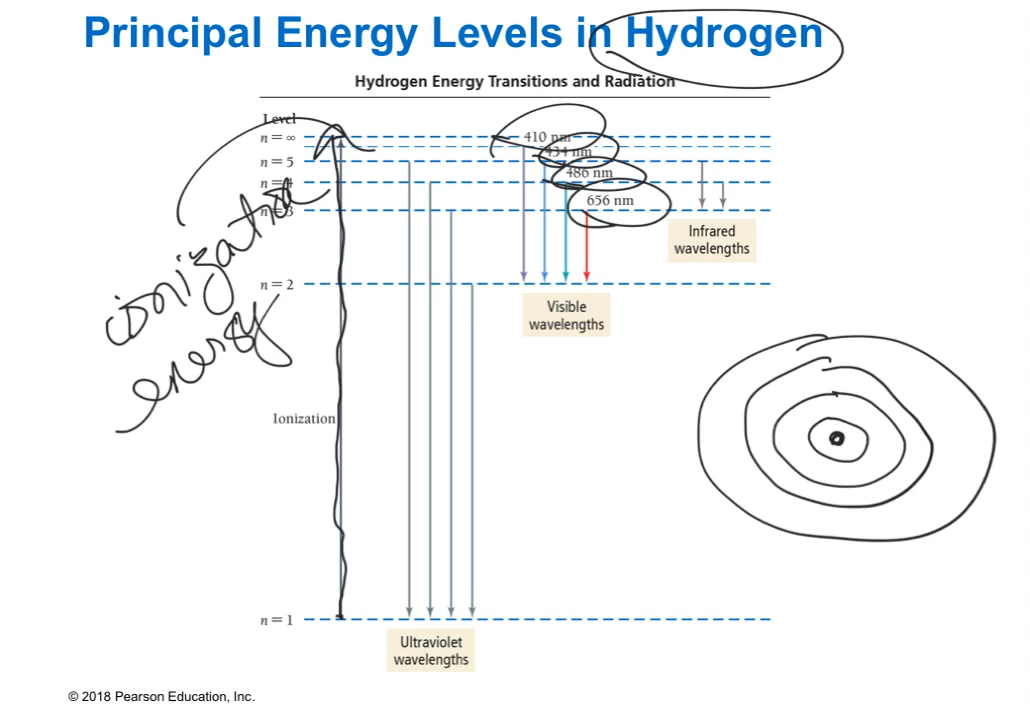 Principal Energy Levels in Hydrogen
Hydrogen Energy Transitions and Radiation
Level
n = ∞
n = 5
n = 4
n = 3
n = 2
n = 1
410 nm
434 nm
486 nm
656 nm
Infrared
wavelengths
Visible
wavelengths
ionization
energy
Ionization
Ultraviolet
wavelengths
© 2018 Pearson Education, Inc.